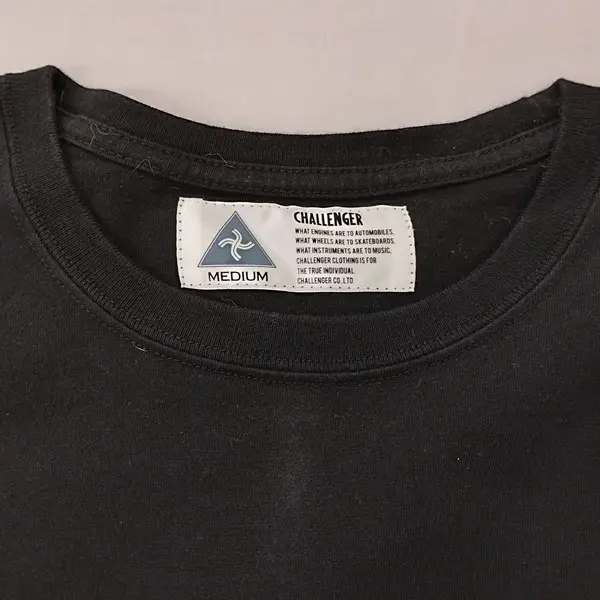 CHALLENGER
WHAT ENGINES ARE TO AUTOMOBILES.
WHAT WHEELS ARE TO SKATEBOARDS.
WHAT INSTRUMENTS ARE TO MUSIC.
CHALLENGER CLOTHING IS FOR
THE TRUE INDIVIDUAL.
CHALLENGER CO. LTD
MEDIUM